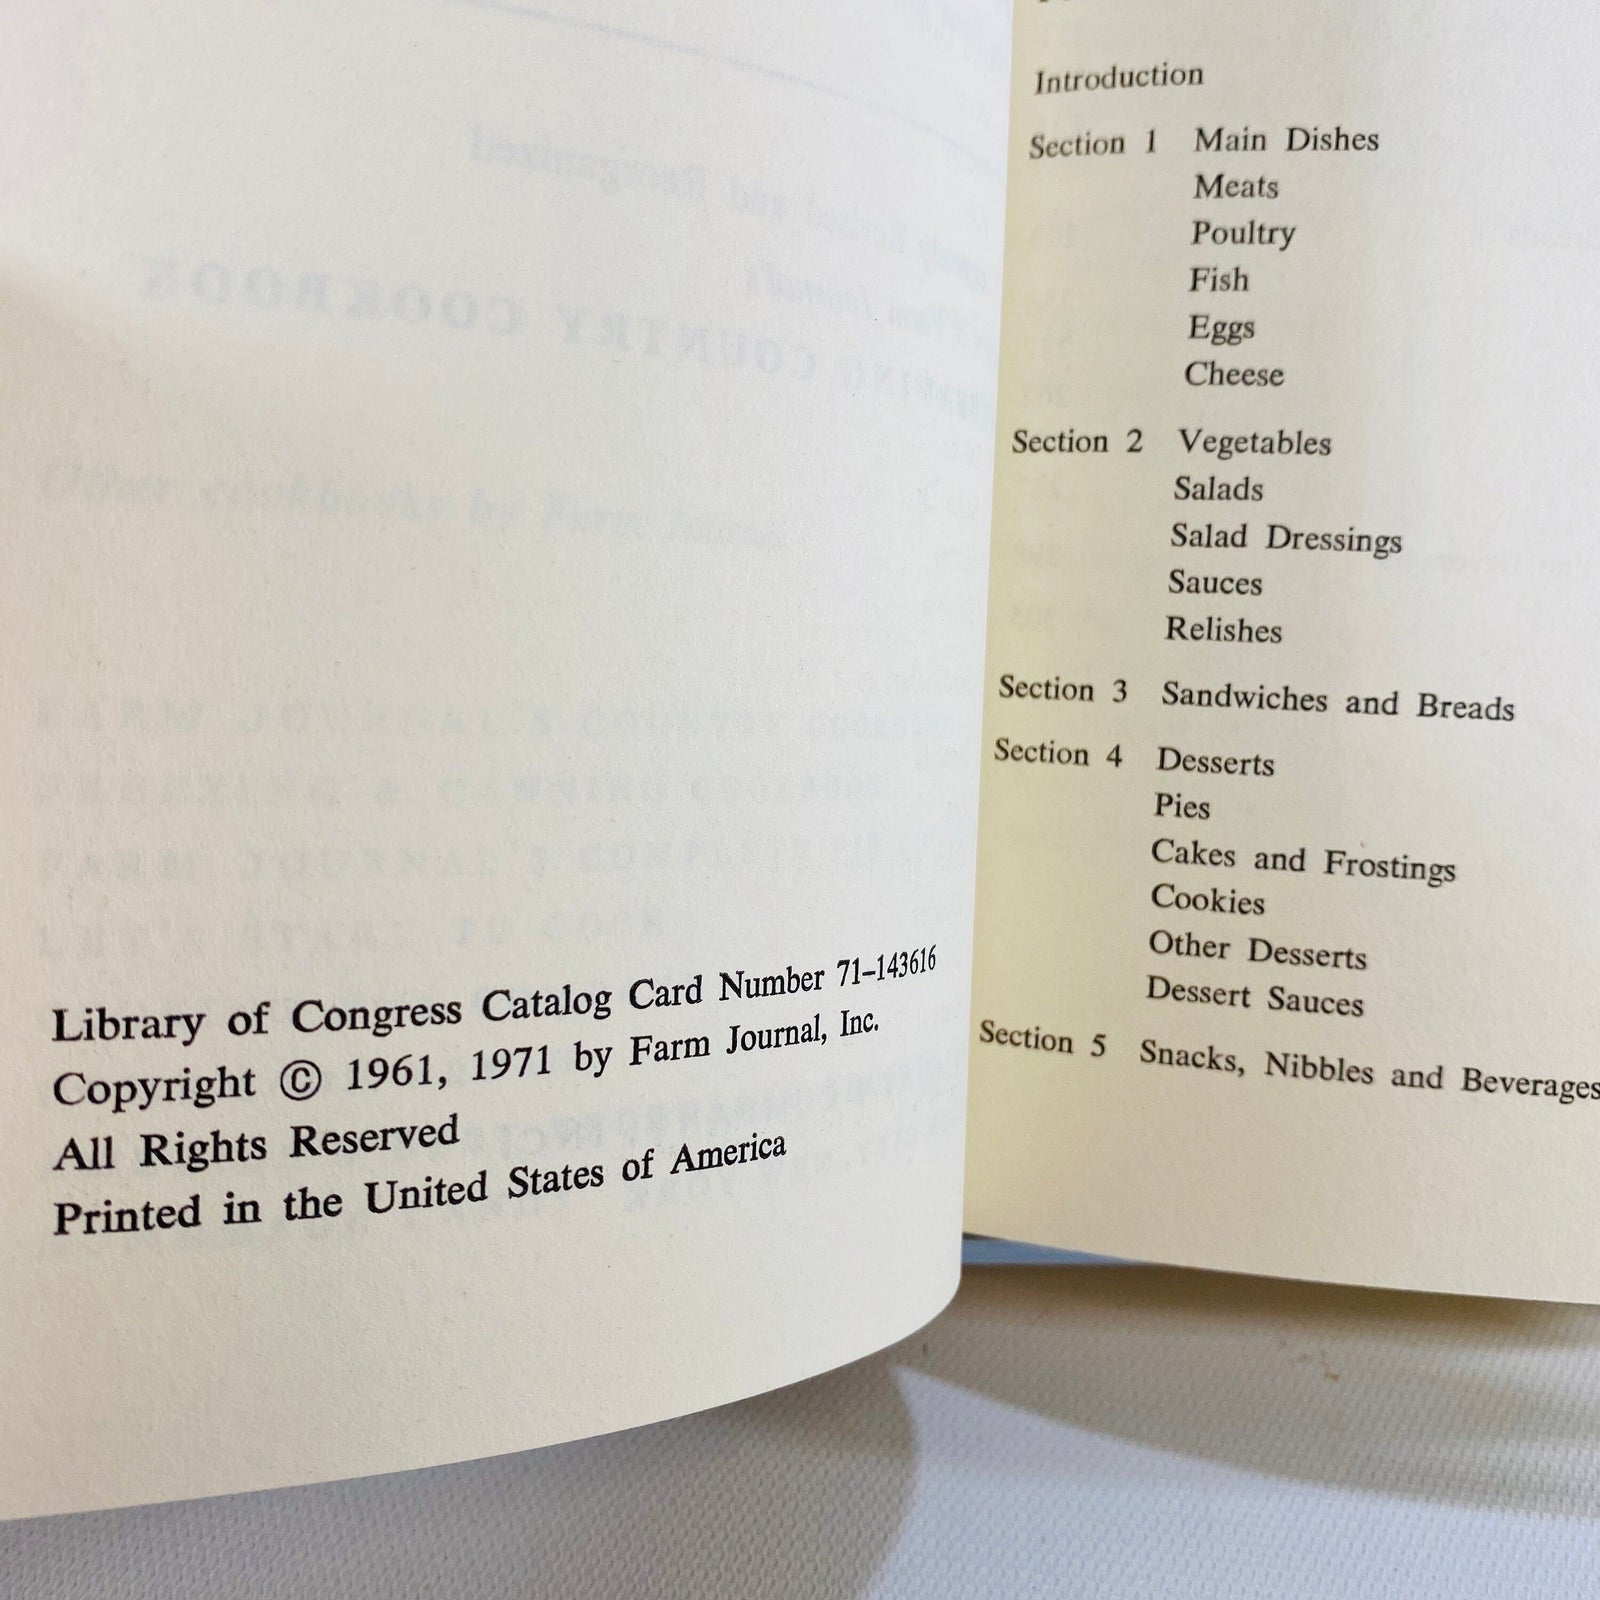 Library of Congress Catalog Card Number 71–143616
Copyright © 1961, 1971 by Farm Journal, Inc.
All Rights Reserved
Printed in the United States of America
Introduction
Section 1 Main Dishes
Meats
Poultry
Fish
Eggs
Cheese
Section 2 Vegetables
Salads
Salad Dressings
Sauces
Relishes
Section 3 Sandwiches and Breads
Section 4 Desserts
Pies
Cakes and Frostings
Cookies
Other Desserts
Dessert Sauces
Section 5 Snacks, Nibbles and Beverages